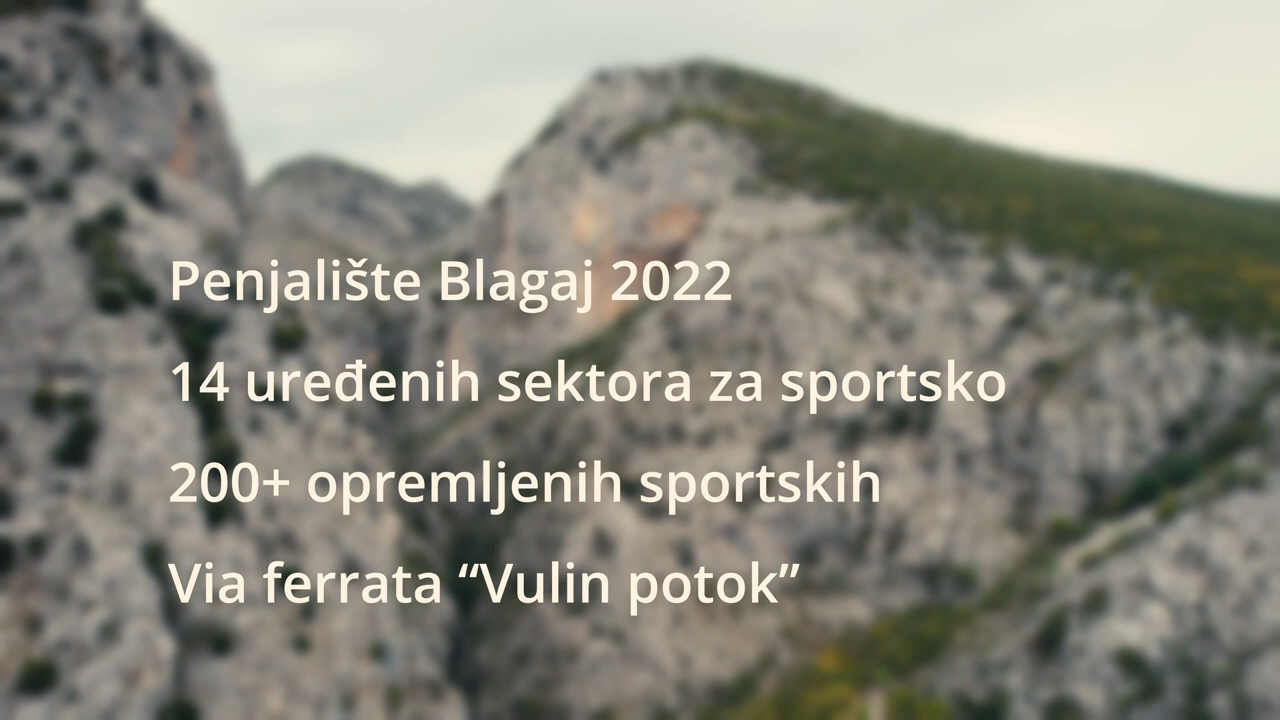 Penjalište Blagaj 2022
14 uređenih sektora za sportsko
200+ opremljenih sportskih
Via ferrata “Vulin potok”